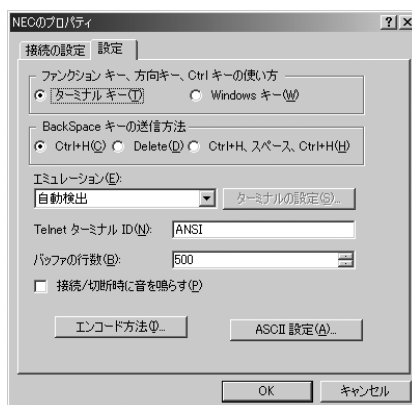 NECのプロパティ
接続の設定 設定
ファンクション キー、方向キー、Ctrl キーの使い方
ターミナル キー(T) Windows キー(W)
BackSpace キーの送信方法
Ctrl+H(C) Delete(D) Ctrl+H、スペース、Ctrl+H(H)
エミュレーション(E):
自動検出 ターミナルの設定(S)...
Telnet ターミナル ID(N): ANSI
バッファの行数(B): 500
接続/切断時に音を鳴らす(P)
エンコード方法(I)... ASCII 設定(A)...
OK キャンセル